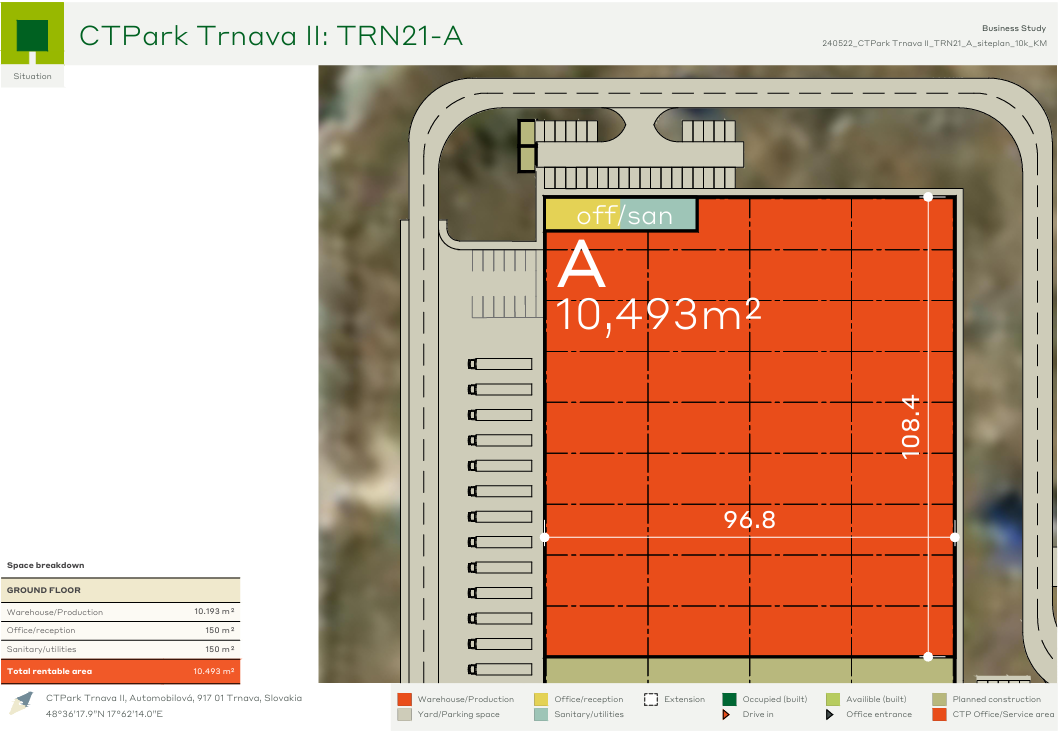 CTPark Trnava II: TRN21-A
Business Study
240522_CTPark Trnava II_TRN21_A_siteplan_10k_KM
Situation
off/san
A
10,493m²
108.4
96.8
Space breakdown
GROUND FLOOR
Warehouse/Production 10.193 m²
Office/reception 150 m²
Sanitary/utilities 150 m²
Total rentable area 10.493 m²
CTPark Trnava II, Automobilová, 917 01 Trnava, Slovakia
48°36'17.9"N 17°62'14.0"E
Warehouse/Production Office/reception Extension Occupied (built) Availible (built) Planned construction
Yard/Parking space Sanitary/utilities Drive in Office entrance CTP Office/Service area